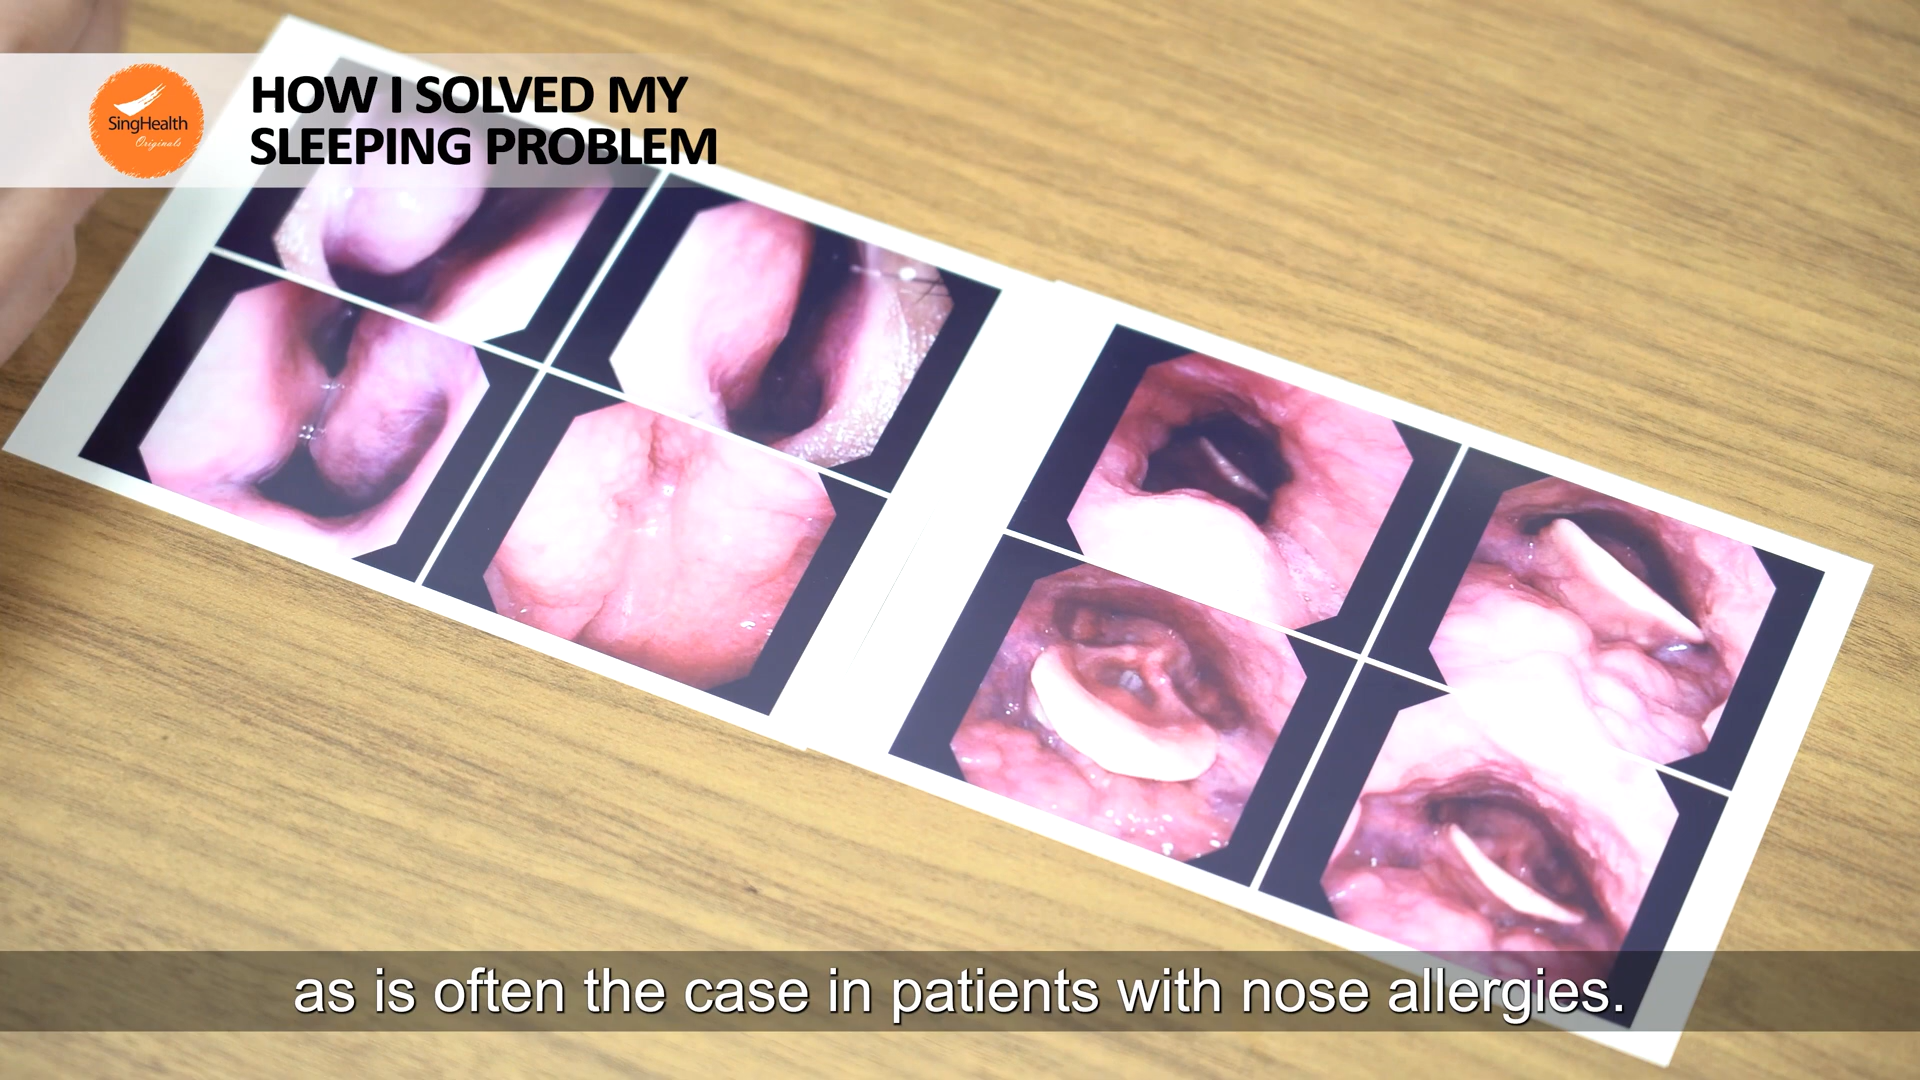 SingHealth
Originals
HOW I SOLVED MY
SLEEPING PROBLEM
as is often the case in patients with nose allergies.